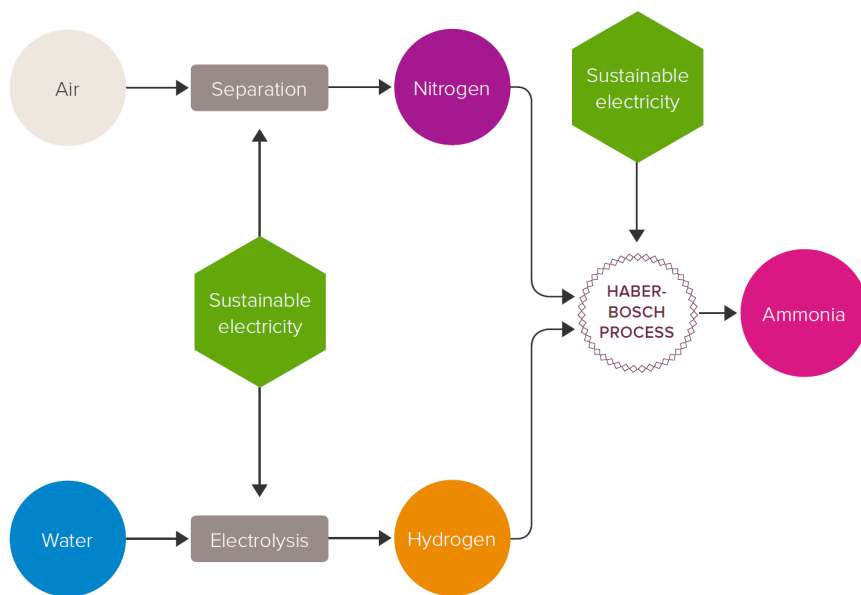 Air
Separation
Nitrogen
Sustainable
electricity
Sustainable
electricity
HABER-
BOSCH
PROCESS
Ammonia
Water
Electrolysis
Hydrogen